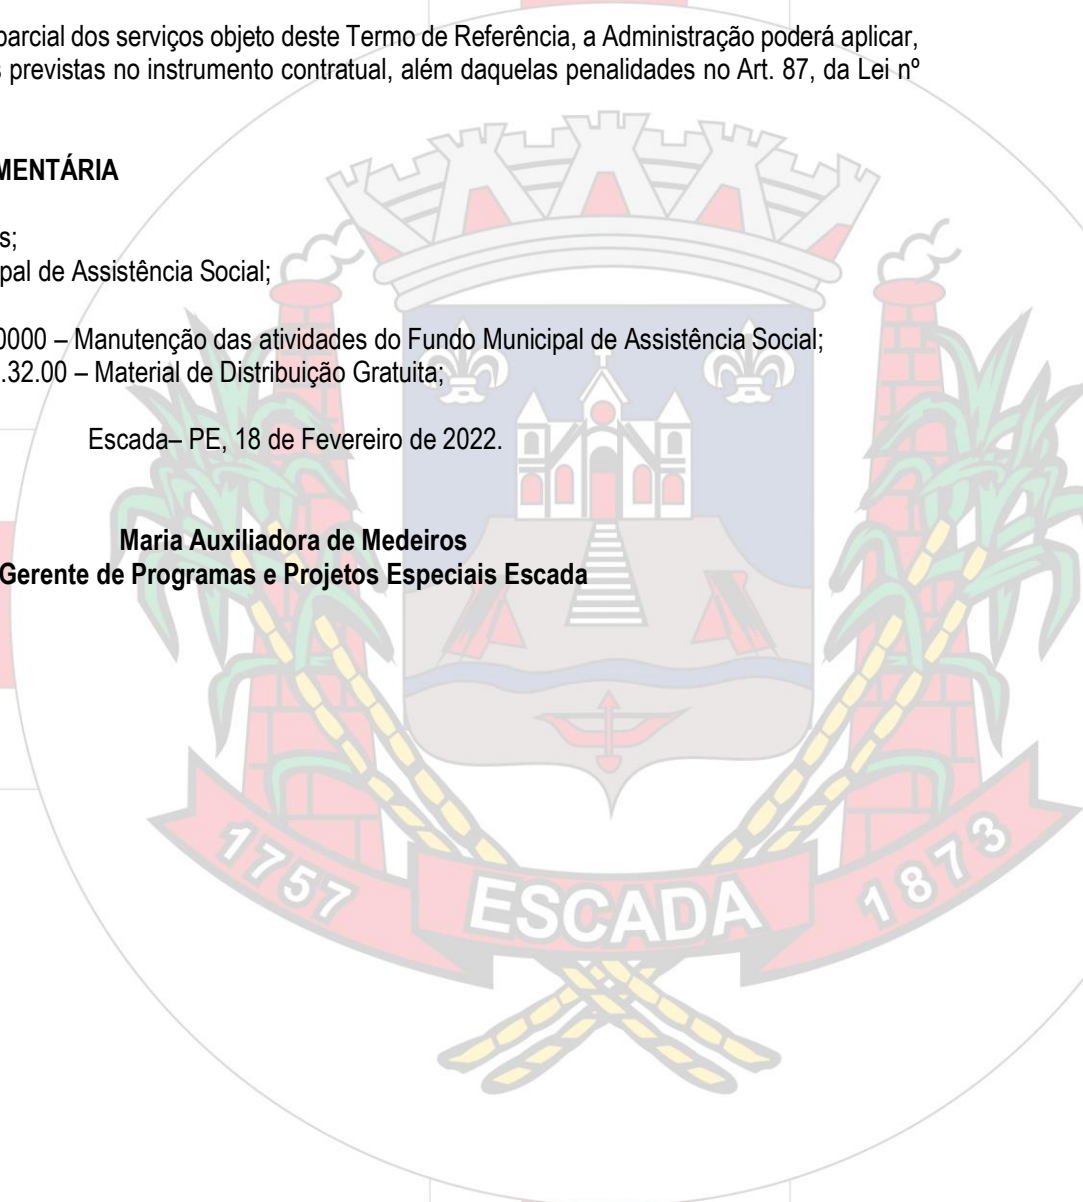 parcial dos serviços objeto deste Termo de Referência, a Administração poderá aplicar,
previstas no instrumento contratual, além daquelas penalidades no Art. 87, da Lei nº
MENTÁRIA
s;
pal de Assistência Social;
0000 – Manutenção das atividades do Fundo Municipal de Assistência Social;
.32.00 – Material de Distribuição Gratuita;
Escada– PE, 18 de Fevereiro de 2022.
Maria Auxiliadora de Medeiros
Gerente de Programas e Projetos Especiais Escada
1757 ESCADA 1873